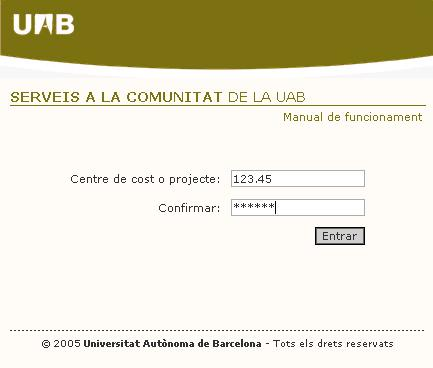 UAB
SERVEIS A LA COMUNITAT DE LA UAB
Manual de funcionament
Centre de cost o projecte: 123.45
Confirmar: ******
Entrar
© 2005 Universitat Autònoma de Barcelona - Tots els drets reservats